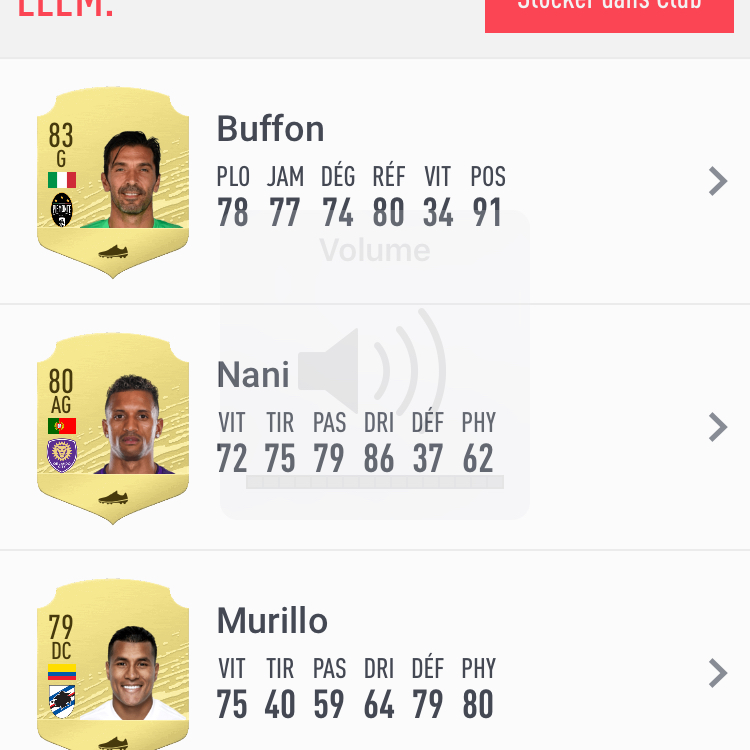 ÉLÉM.
Stocker dans Club
83
G
PIEMONTE
Buffon
PLO JAM DÉG RÉF VIT POS
78 77 74 80 34 91
Volume
80
AG
Nani
VIT TIR PAS DRI DÉF PHY
72 75 79 86 37 62
79
DC
Murillo
VIT TIR PAS DRI DÉF PHY
75 40 59 64 79 80